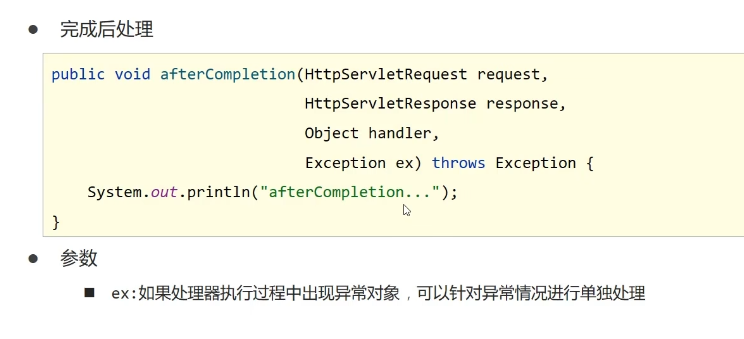 ● 完成后处理
public void afterCompletion(HttpServletRequest request,
HttpServletResponse response,
Object handler,
Exception ex) throws Exception {
System.out.println("afterCompletion...");
}
● 参数
■ ex:如果处理器执行过程中出现异常对象，可以针对异常情况进行单独处理